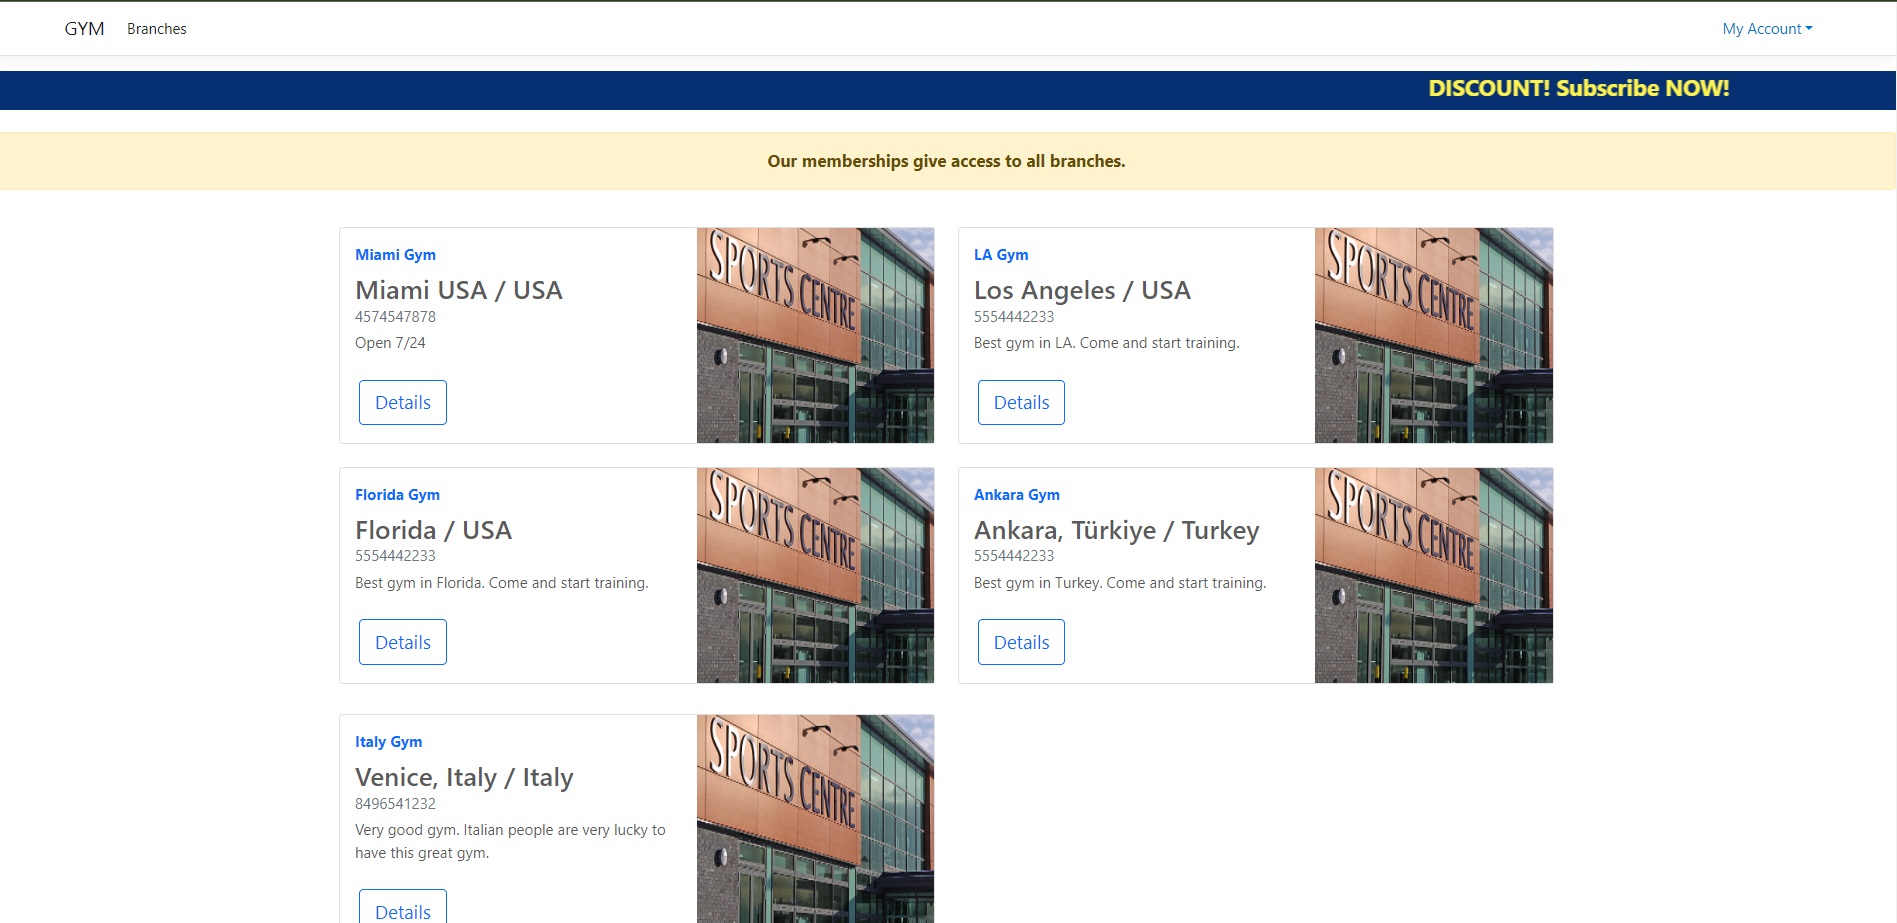 GYM Branches My Account
DISCOUNT! Subscribe NOW!
Our memberships give access to all branches.
Miami Gym
Miami USA / USA
4574547878
Open 7/24
Details
SPORTS CENTRE
LA Gym
Los Angeles / USA
5554442233
Best gym in LA. Come and start training.
Details
SPORTS CENTRE
Florida Gym
Florida / USA
5554442233
Best gym in Florida. Come and start training.
Details
SPORTS CENTRE
Ankara Gym
Ankara, Türkiye / Turkey
5554442233
Best gym in Turkey. Come and start training.
Details
SPORTS CENTRE
Italy Gym
Venice, Italy / Italy
8496541232
Very good gym. Italian people are very lucky to
have this great gym.
Details
SPORTS CENTRE